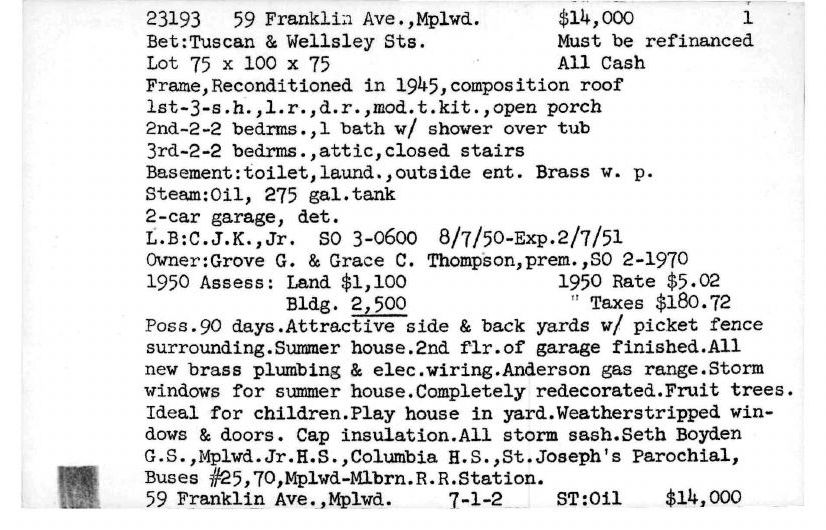 23193 59 Franklin Ave.,Mplwd. $14,000 1
Bet:Tuscan & Wellsley Sts. Must be refinanced
Lot 75 x 100 x 75 All Cash
Frame,Reconditioned in 1945,composition roof
1st-3-s.h.,l.r.,d.r.,mod.t.kit.,open porch
2nd-2-2 bedrms.,1 bath w/ shower over tub
3rd-2-2 bedrms.,attic,closed stairs
Basement:toilet,laund.,outside ent. Brass w. p.
Steam:Oil, 275 gal.tank
2-car garage, det.
L.B:C.J.K.,Jr. SO 3-0600 8/7/50-Exp.2/7/51
Owner:Grove G. & Grace C. Thompson,prem.,SO 2-1970
1950 Assess: Land $1,100 1950 Rate $5.02
Bldg. 2,500 " Taxes $180.72
Poss.90 days.Attractive side & back yards w/ picket fence
surrounding.Summer house.2nd flr.of garage finished.All
new brass plumbing & elec.wiring.Anderson gas range.Storm
windows for summer house.Completely redecorated.Fruit trees.
Ideal for children.Play house in yard.Weatherstripped win-
dows & doors. Cap insulation.All storm sash.Seth Boyden
G.S.,Mplwd.Jr.H.S.,Columbia H.S.,St.Joseph's Parochial,
Buses #25,70,Mplwd-Mlbrn.R.R.Station.
59 Franklin Ave.,Mplwd. 7-1-2 ST:Oil $14,000